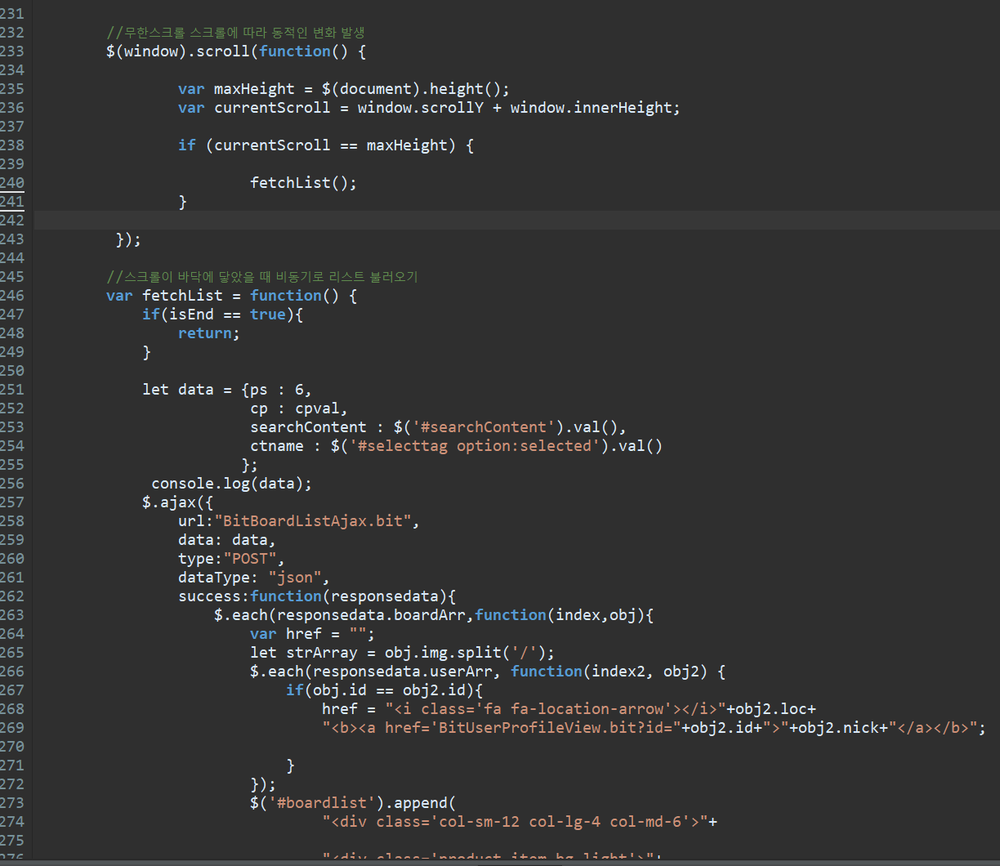 231
232 //무한스크롤 스크롤에 따라 동적인 변화 발생
233 $(window).scroll(function() {
234
235 var maxHeight = $(document).height();
236 var currentScroll = window.scrollY + window.innerHeight;
237
238 if (currentScroll == maxHeight) {
239
240 fetchList();
241 }
242
243 });
244
245 //스크롤이 바닥에 닿았을 때 비동기로 리스트 불러오기
246 var fetchList = function() {
247 if(isEnd == true){
248 return;
249 }
250
251 let data = {ps : 6,
252 cp : cpval,
253 searchContent : $('#searchContent').val(),
254 ctname : $('#selecttag option:selected').val()
255 };
256 console.log(data);
257 $.ajax({
258 url:"BitBoardListAjax.bit",
259 data: data,
260 type:"POST",
261 dataType: "json",
262 success:function(responsedata){
263 $.each(responsedata.boardArr,function(index,obj){
264 var href = "";
265 let strArray = obj.img.split('/');
266 $.each(responsedata.userArr, function(index2, obj2) {
267 if(obj.id == obj2.id){
268 href = "<i class='fa fa-location-arrow'></i>"+obj2.loc+
269 "<b><a href='BitUserProfileView.bit?id="+obj2.id+">"+obj2.nick+"</a></b>";
270
271 }
272 });
273 $('#boardlist').append(
274 "<div class='col-sm-12 col-lg-4 col-md-6'>"+
275
276 "<div class='product-item bg-light'>"+